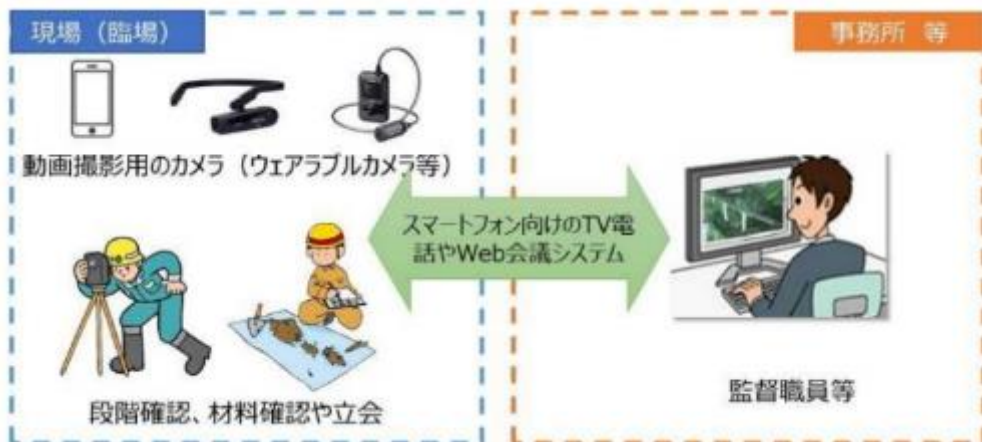 現場（臨場）
動画撮影用のカメラ（ウェアラブルカメラ等）
段階確認、材料確認や立会
スマートフォン向けのTV電
話やWeb会議システム
事務所 等
監督職員等